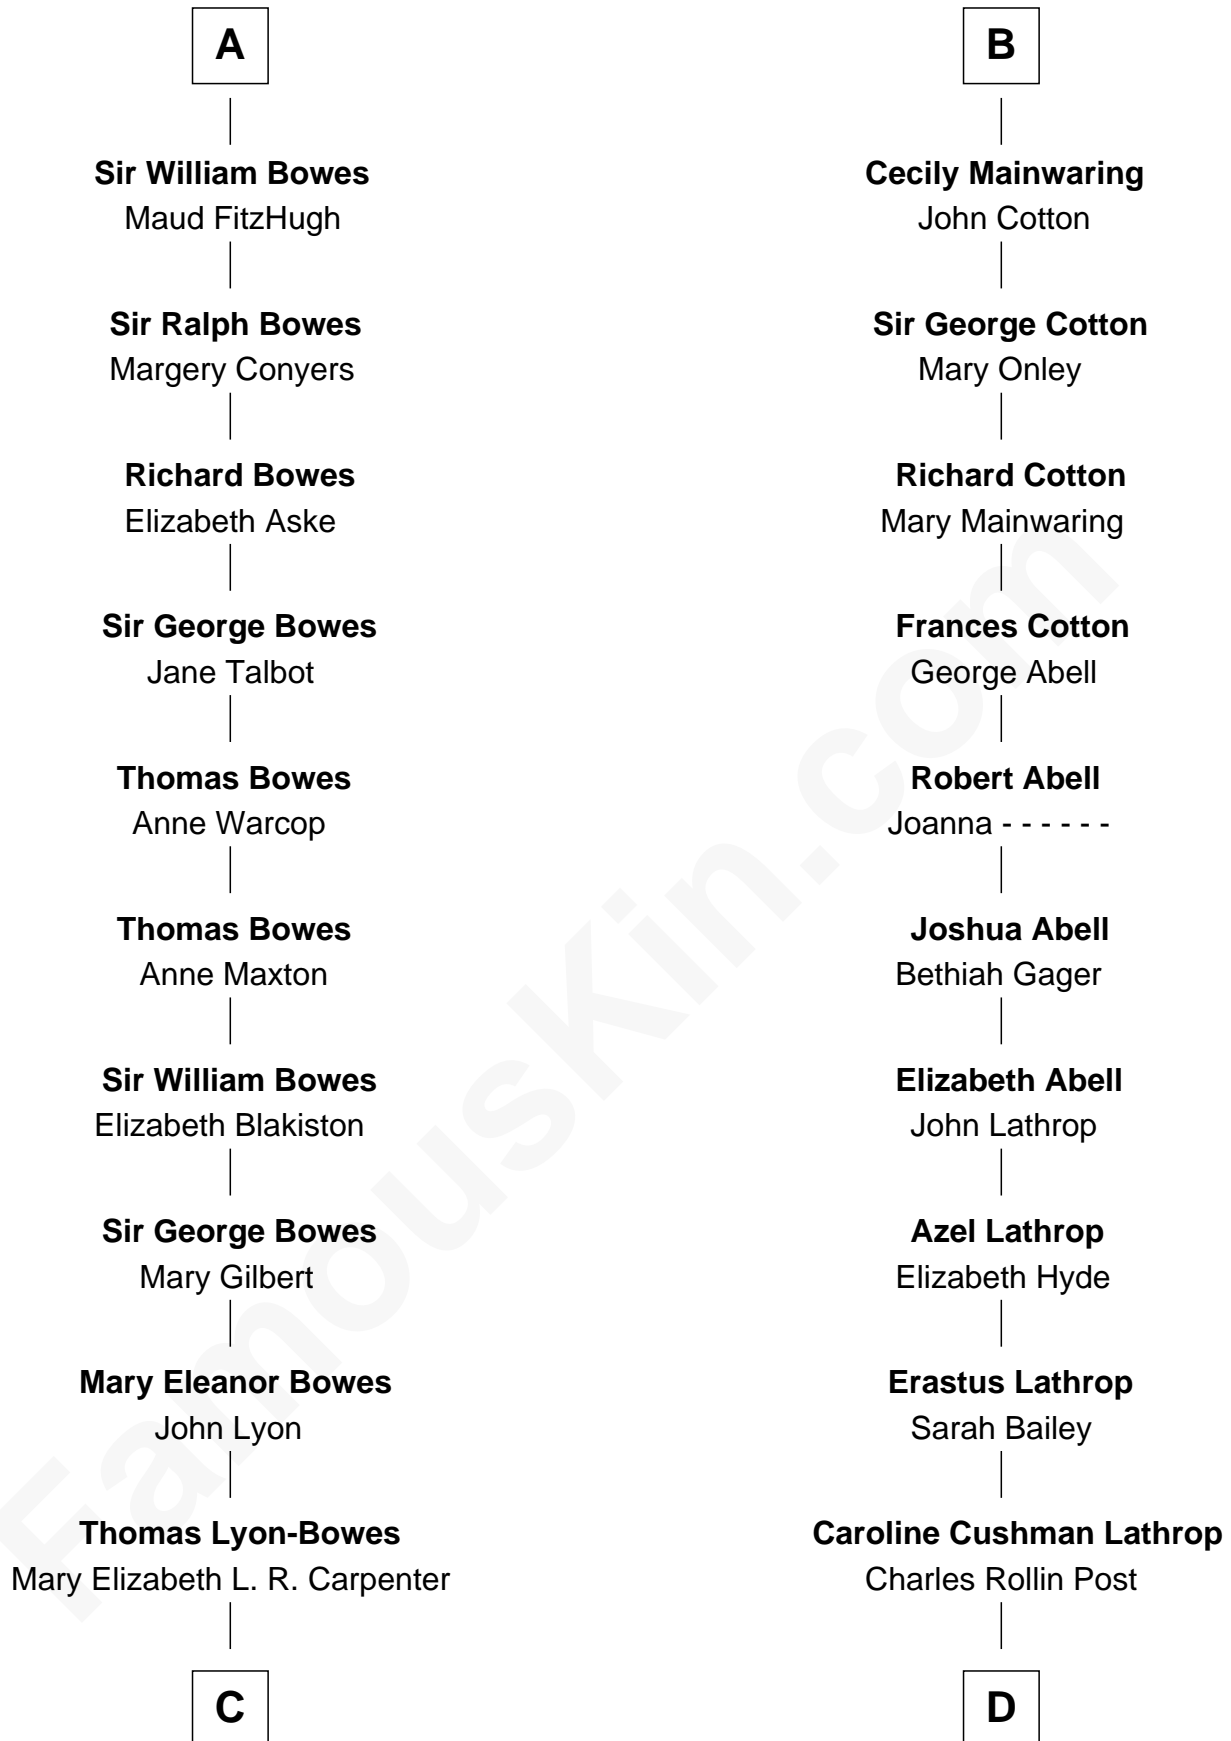 A
Sir William Bowes
Maud FitzHugh
Sir Ralph Bowes
Margery Conyers
Richard Bowes
Elizabeth Aske
Sir George Bowes
Jane Talbot
Thomas Bowes
Anne Warcop
Thomas Bowes
Anne Maxton
Sir William Bowes
Elizabeth Blakiston
Sir George Bowes
Mary Gilbert
Mary Eleanor Bowes
John Lyon
Thomas Lyon-Bowes
Mary Elizabeth L. R. Carpenter
C
B
Cecily Mainwaring
John Cotton
Sir George Cotton
Mary Onley
Richard Cotton
Mary Mainwaring
Frances Cotton
George Abell
Robert Abell
Joanna - - - - - -
Joshua Abell
Bethiah Gager
Elizabeth Abell
John Lathrop
Azel Lathrop
Elizabeth Hyde
Erastus Lathrop
Sarah Bailey
Caroline Cushman Lathrop
Charles Rollin Post
D
FamousKin.com